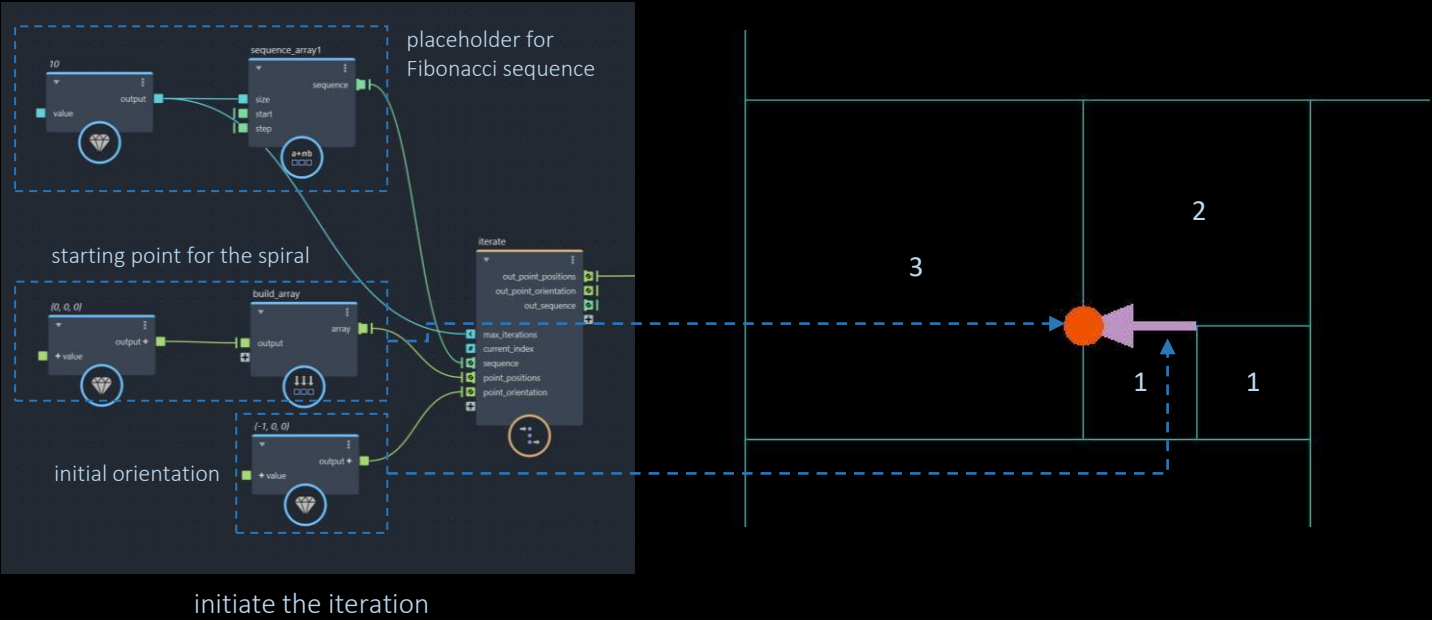 placeholder for
Fibonacci sequence
10
output
value
sequence_array1
sequence
size
start
step
a+nb
starting point for the spiral
{0, 0, 0}
output
value
build_array
array
output
iterate
out_point_positions
out_point_orientation
out_sequence
max_iterations
current_index
sequence
point_positions
point_orientation
initial orientation
{-1, 0, 0}
output
value
initiate the iteration
2
3
1
1